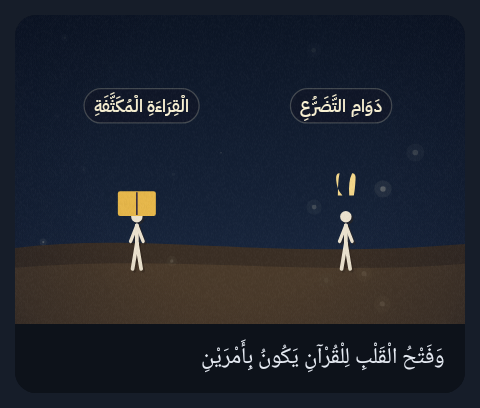 دَوَامِ التَّضَرُّعِ
الْقِرَاءَةِ الْمُكَثَّفَةِ
وَفَتْحُ الْقَلْبِ لِلْقُرْآنِ يَكُونُ بِأَمْرَيْنِ